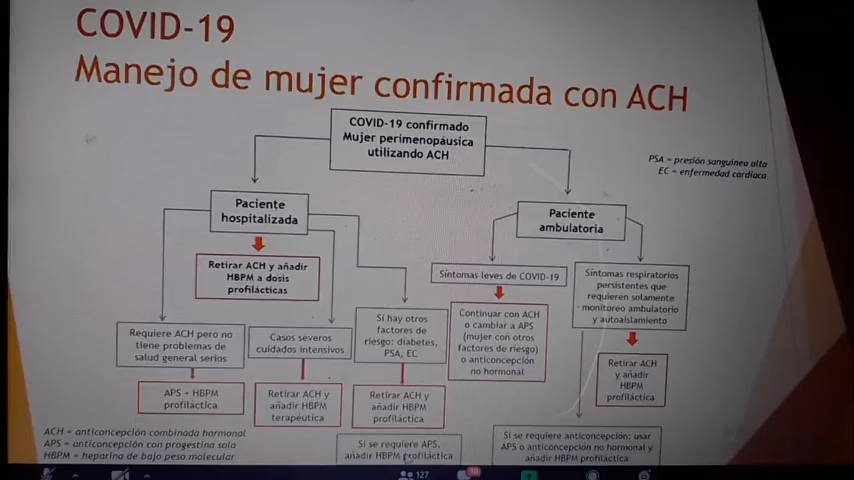 COVID-19
Manejo de mujer confirmada con ACH
COVID-19 confirmado
Mujer perimenopáusica
utilizando ACH
PSA = presión sanguínea alta
EC = enfermedad cardíaca
Paciente
hospitalizada
Paciente
ambulatoria
Retirar ACH y añadir
HBPM a dosis
profilácticas
Síntomas leves de COVID-19
Síntomas respiratorios
persistentes que
requieren solamente
monitoreo ambulatorio
y autoaislamiento
Requiere ACH pero no
tiene problemas de
salud general serios
Casos severos
cuidados intensivos
Si hay otros
factores de
riesgo: diabetes,
PSA, EC
Continuar con ACH
o cambiar a APS
(mujer con otros
factores de riesgo)
o anticoncepción
no hormonal
Retirar ACH
y añadir
HBPM
profiláctica
APS + HBPM
profiláctica
Retirar ACH y
añadir HBPM
terapéutica
Retirar ACH y
añadir HBPM
profiláctica
Si se requiere APS,
añadir HBPM profiláctica
Si se requiere anticoncepción: usar
APS o anticoncepción no hormonal y
añadir HBPM profiláctica
ACH = anticoncepción combinada hormonal
APS = anticoncepción con progestina sola
HBPM = heparina de bajo peso molecular
127